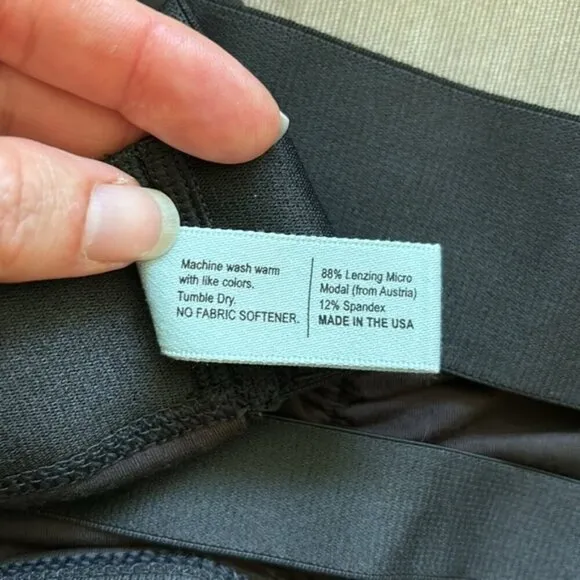 Machine wash warm
with like colors.
Tumble Dry.
NO FABRIC SOFTENER.
88% Lenzing Micro
Modal (from Austria)
12% Spandex
MADE IN THE USA